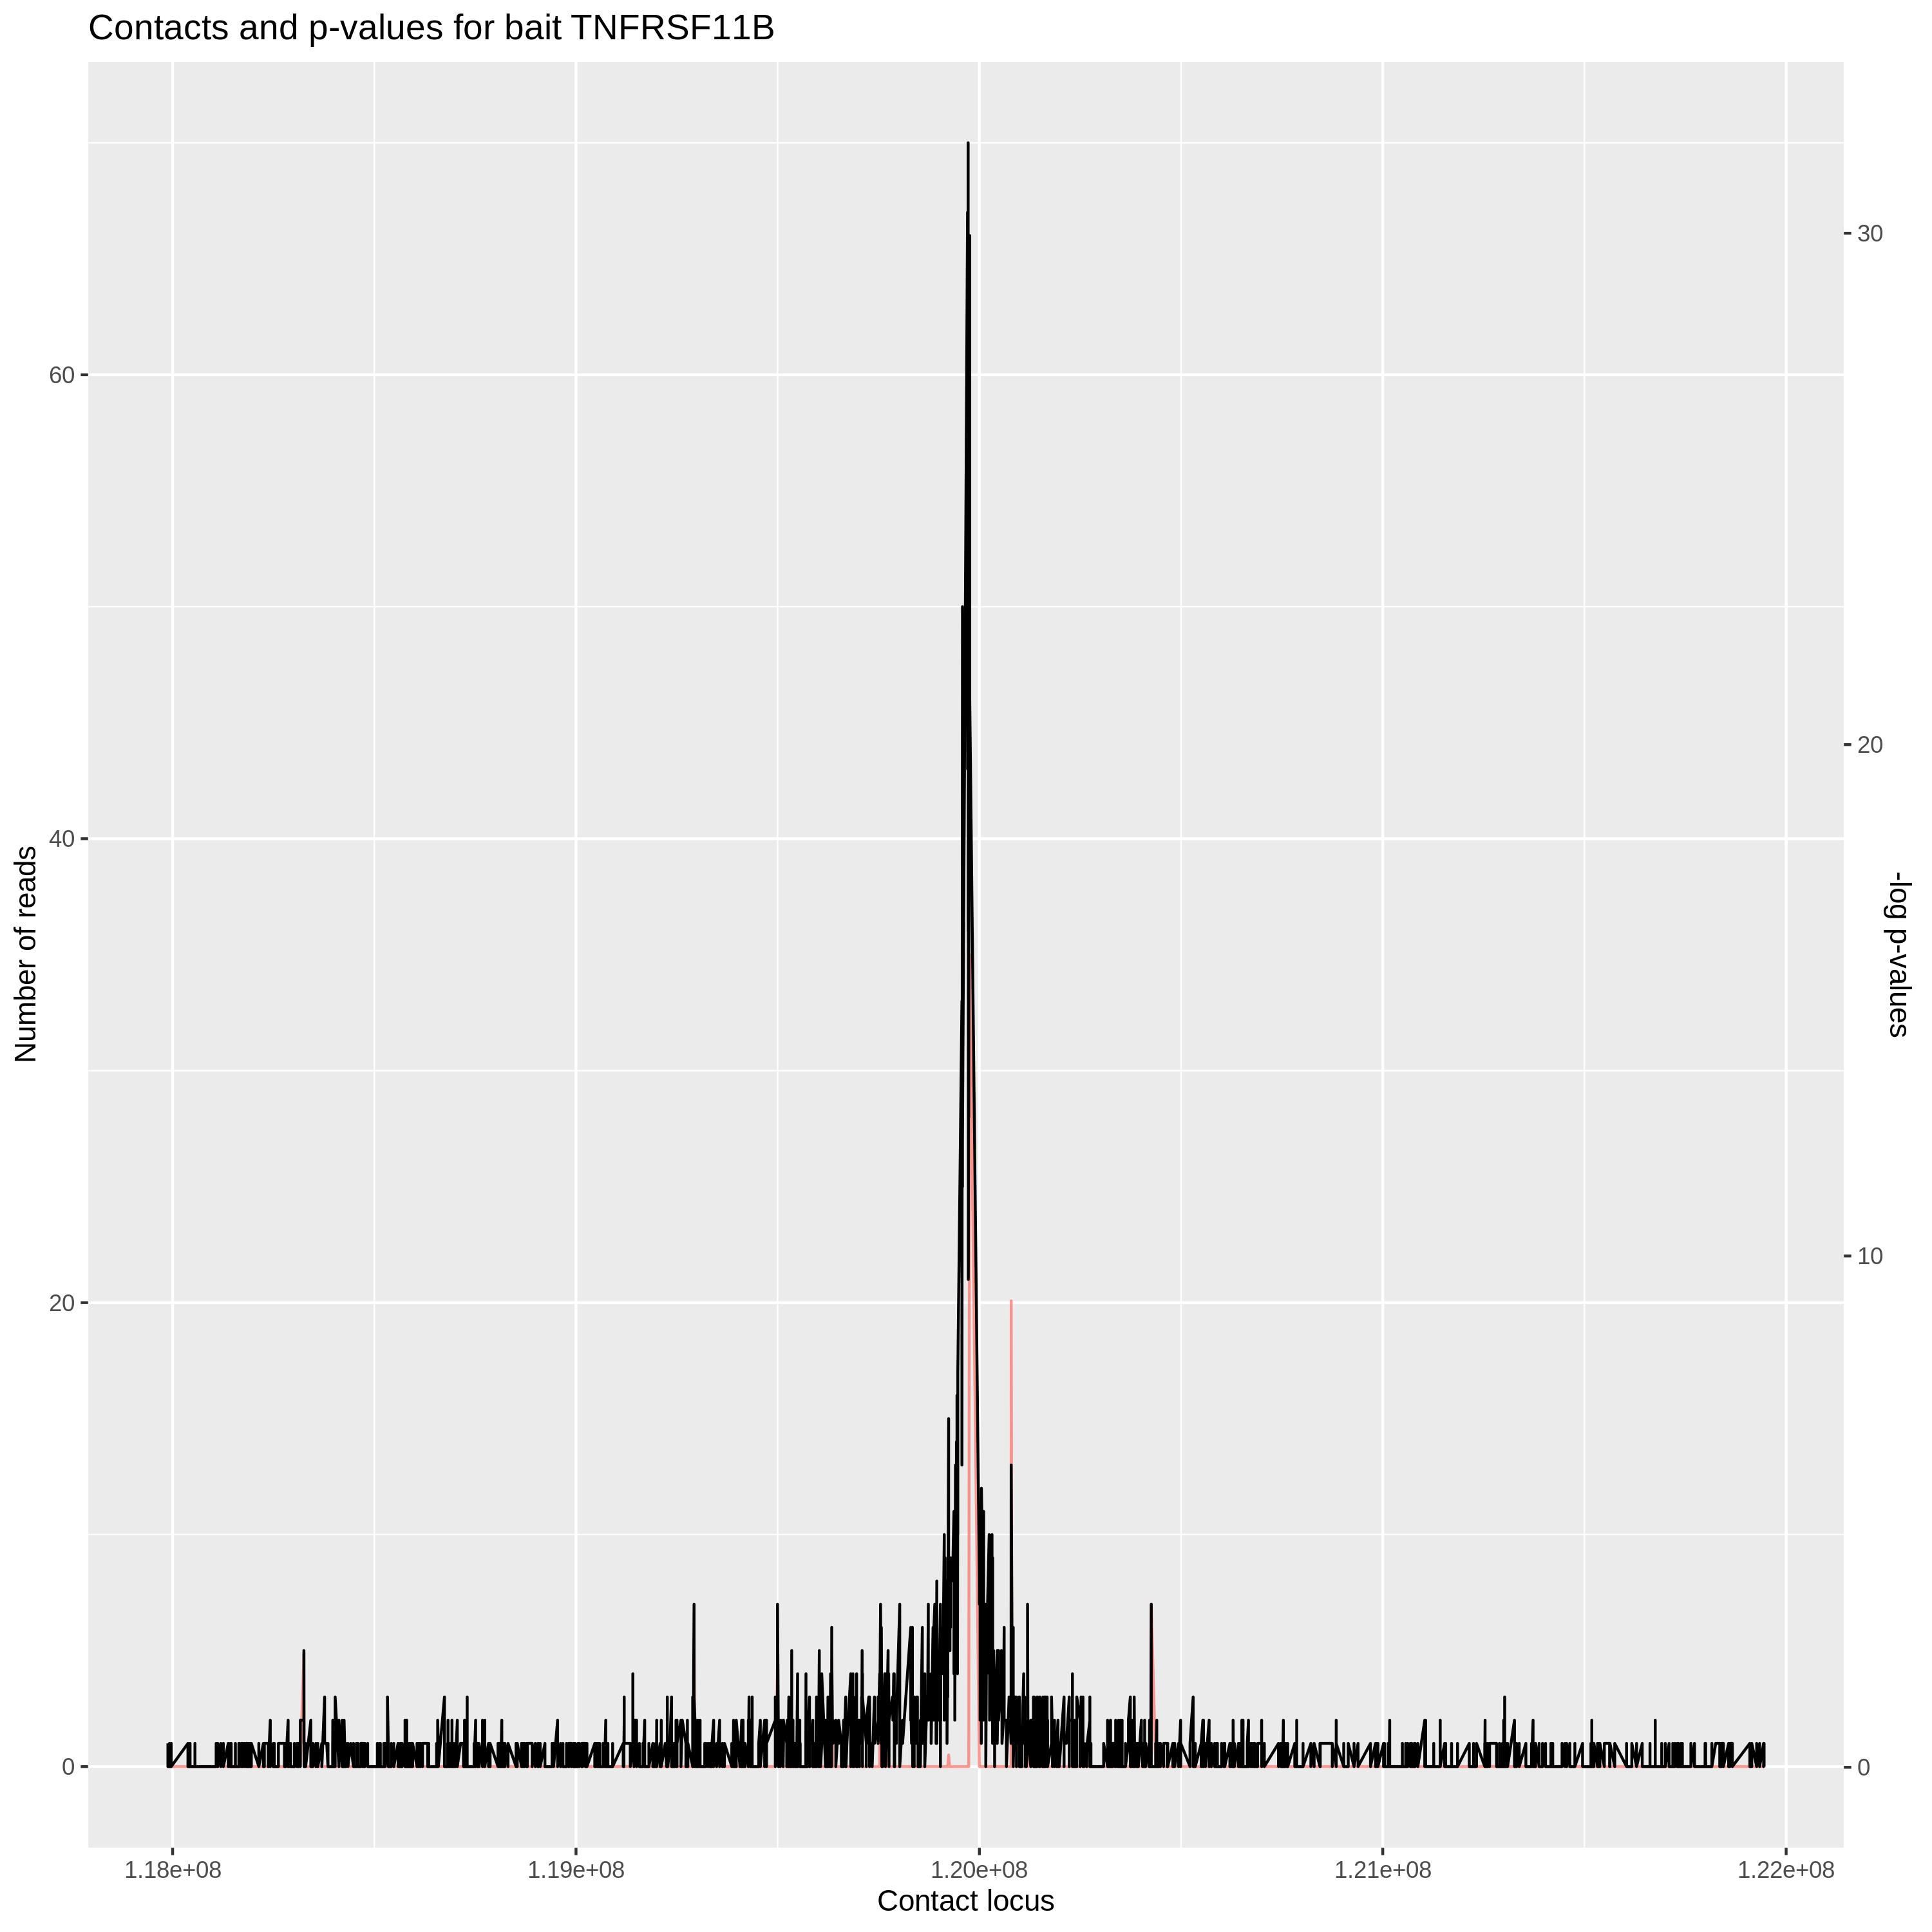 Contacts and p-values for bait TNFRSF11B
Number of reads
60
40
20
0
30
20
10
0
-log p-values
1.18e+08 1.19e+08 1.20e+08 1.21e+08 1.22e+08
Contact locus